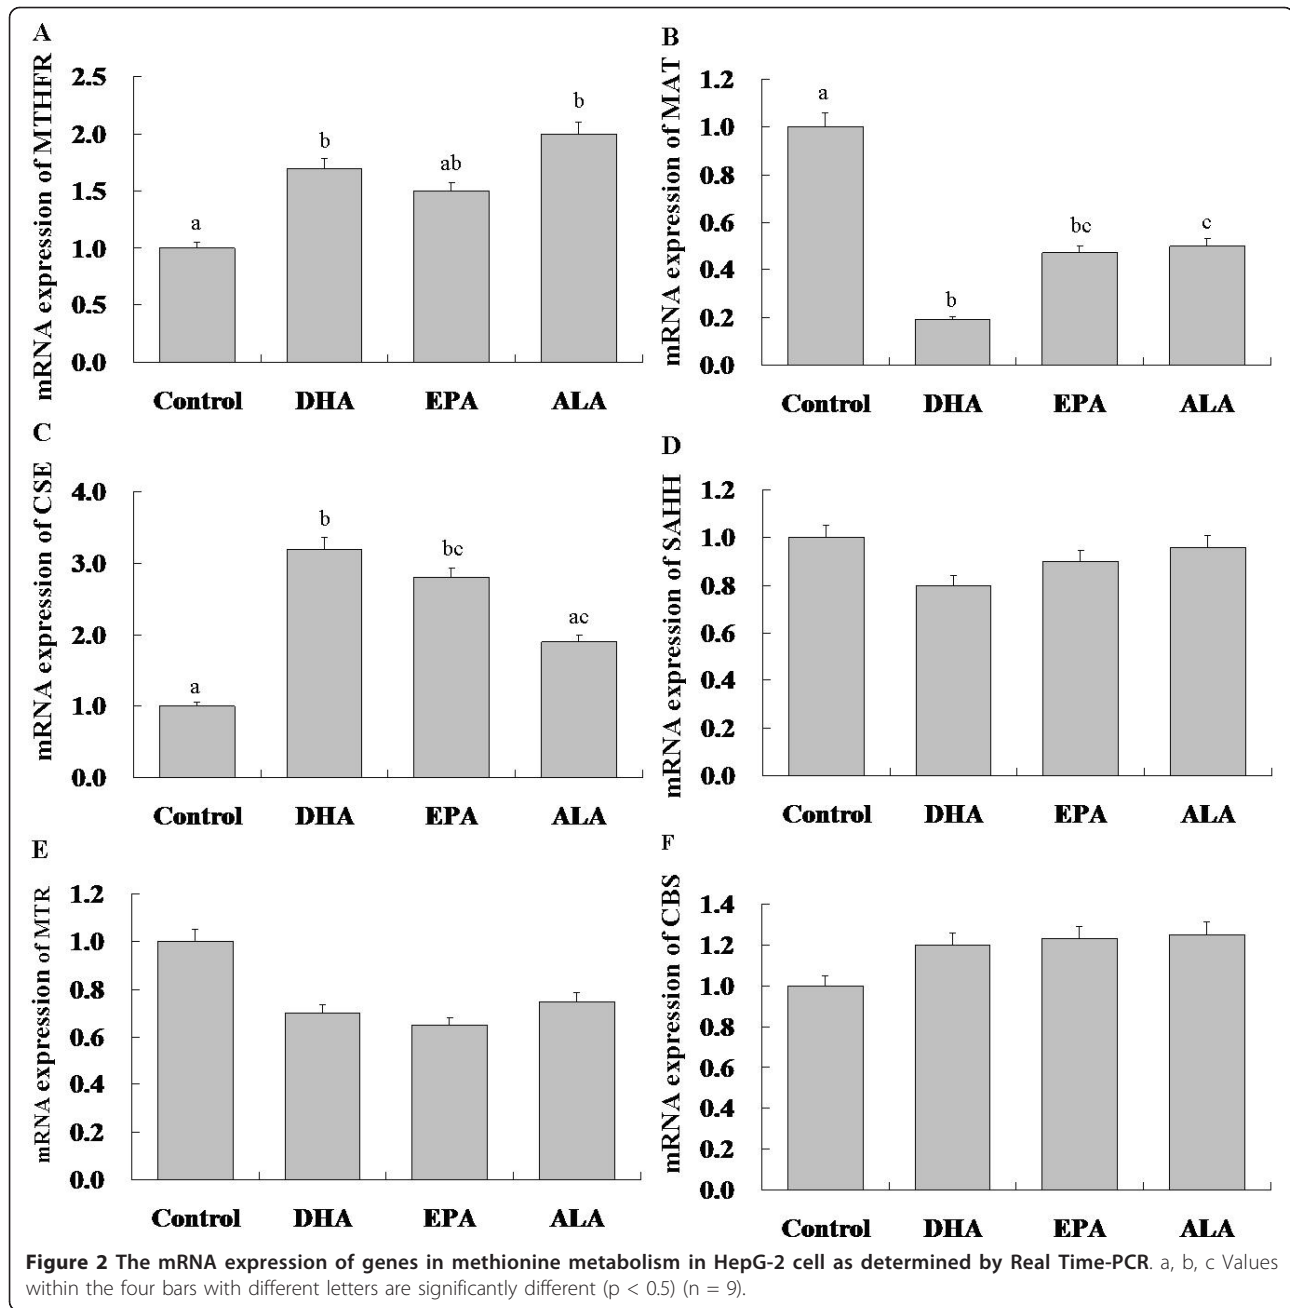 A
mRNA expression of MTHFR
2.5
2.0
1.5
1.0
0.5
0.0
a
b
ab
b
Control DHA EPA ALA
B
mRNA expression of MAT
1.2
1.0
0.8
0.6
0.4
0.2
0.0
a
b
bc
c
Control DHA EPA ALA
C
mRNA expression of CSE
4.0
3.0
2.0
1.0
0.0
a
b
bc
ac
Control DHA EPA ALA
D
mRNA expression of SAHH
1.2
1.0
0.8
0.6
0.4
0.2
0.0
Control DHA EPA ALA
E
mRNA expression of MTR
1.2
1.0
0.8
0.6
0.4
0.2
0.0
Control DHA EPA ALA
F
mRNA expression of CBS
1.4
1.2
1.0
0.8
0.6
0.4
0.2
0.0
Control DHA EPA ALA
Figure 2 The mRNA expression of genes in methionine metabolism in HepG-2 cell as determined by Real Time-PCR. a, b, c Values
within the four bars with different letters are significantly different (p < 0.5) (n = 9).